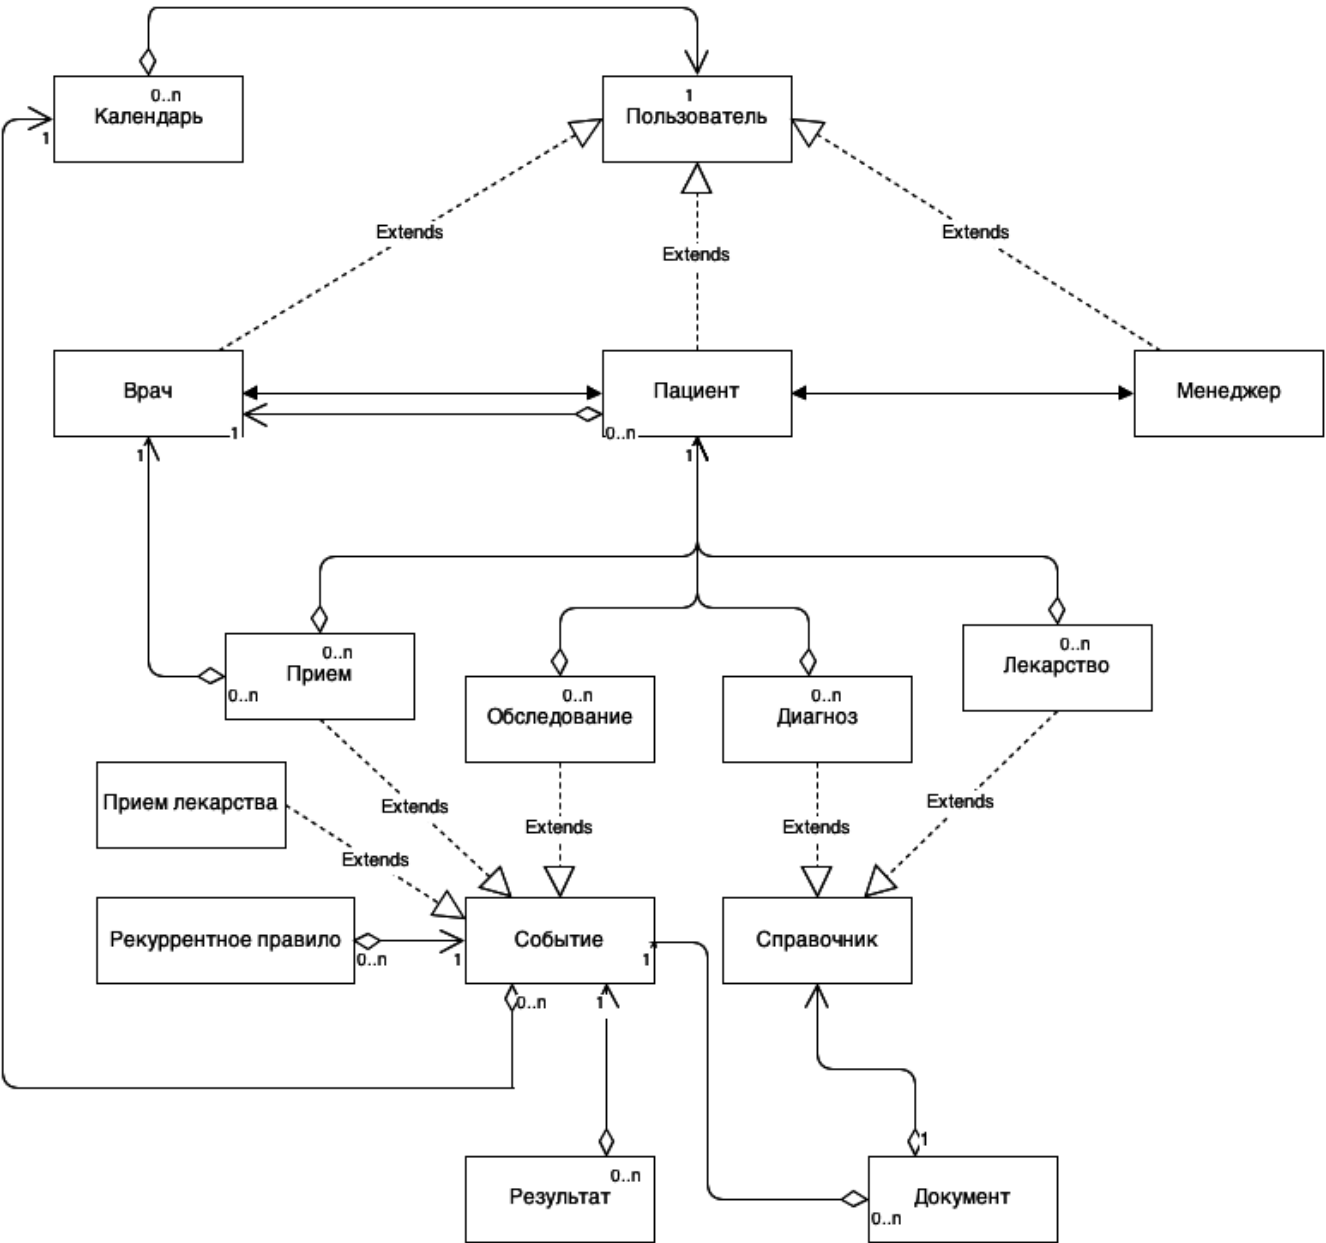 0..n
Календарь
1
1
Пользователь
Extends
Extends
Extends
Врач
1
Пациент
0..n
Менеджер
1
1
0..n
Прием
0..n
0..n
Обследование
0..n
Диагноз
0..n
Лекарство
Прием лекарства
Extends
Extends
Extends
Extends
Extends
Рекуррентное правило
0..n
1
Событие
1
Справочник
0..n
1
0..n
Результат
1
Документ
0..n